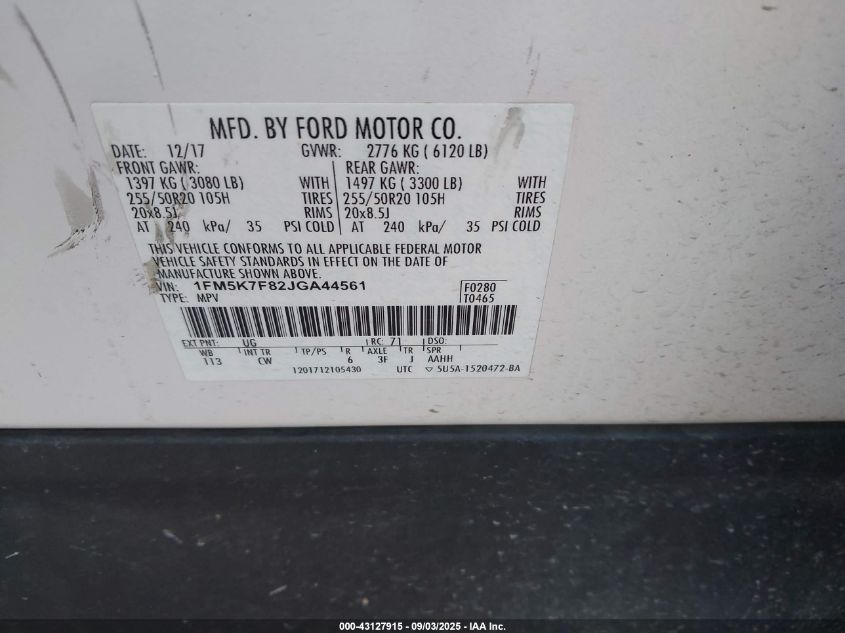 MFD. BY FORD MOTOR CO.
DATE: 12/17 GVWR: 2776 KG ( 6120 LB)
FRONT GAWR: REAR GAWR:
1397 KG ( 3080 LB) WITH 1497 KG ( 3300 LB) WITH
255/50R20 105H TIRES 255/50R20 105H TIRES
20x8.5J RIMS 20x8.5J RIMS
AT 240 kPa/ 35 PSI COLD AT 240 kPa/ 35 PSI COLD
THIS VEHICLE CONFORMS TO ALL APPLICABLE FEDERAL MOTOR
VEHICLE SAFETY STANDARDS IN EFFECT ON THE DATE OF
MANUFACTURE SHOWN ABOVE.
VIN: 1FM5K7F82JGA44561 F0280
TYPE: MPV T0465
EXT PNT: UG RC: 71 DSO:
WB INT TR TP/PS R AXLE TR SPR
113 CW 6 3F J AAHH
1201712105430 UTC ▽ 5U5A-1520472-BA
000-43127915 - 09/03/2025 - IAA Inc.